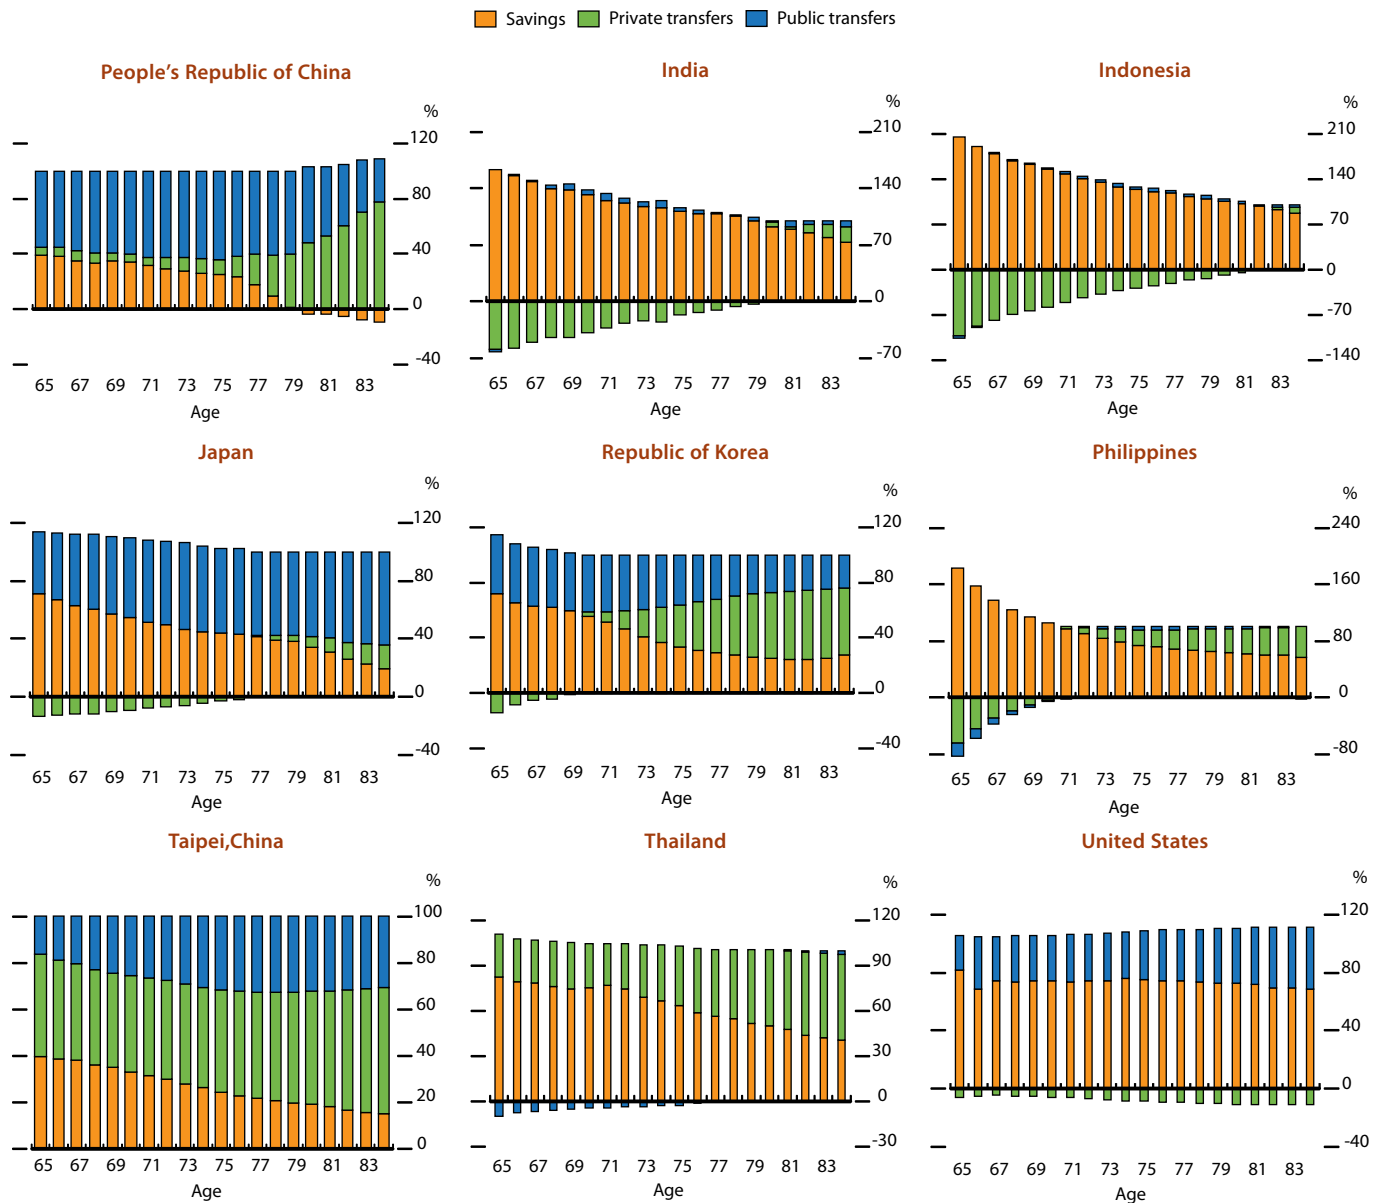 Savings Private transfers Public transfers
People's Republic of China
%
120
80
40
0
-40
65 67 69 71 73 75 77 79 81 83
Age
India
%
210
140
70
0
-70
65 67 69 71 73 75 77 79 81 83
Age
Indonesia
%
210
140
70
0
-70
-140
65 67 69 71 73 75 77 79 81 83
Age
Japan
%
120
80
40
0
-40
65 67 69 71 73 75 77 79 81 83
Age
Republic of Korea
%
120
80
40
0
-40
65 67 69 71 73 75 77 79 81 83
Age
Philippines
%
240
160
80
0
-80
65 67 69 71 73 75 77 79 81 83
Age
Taipei,China
%
100
80
60
40
20
0
65 67 69 71 73 75 77 79 81 83
Age
Thailand
%
120
90
60
30
0
-30
65 67 69 71 73 75 77 79 81 83
Age
United States
%
120
80
40
0
-40
65 67 69 71 73 75 77 79 81 83
Age